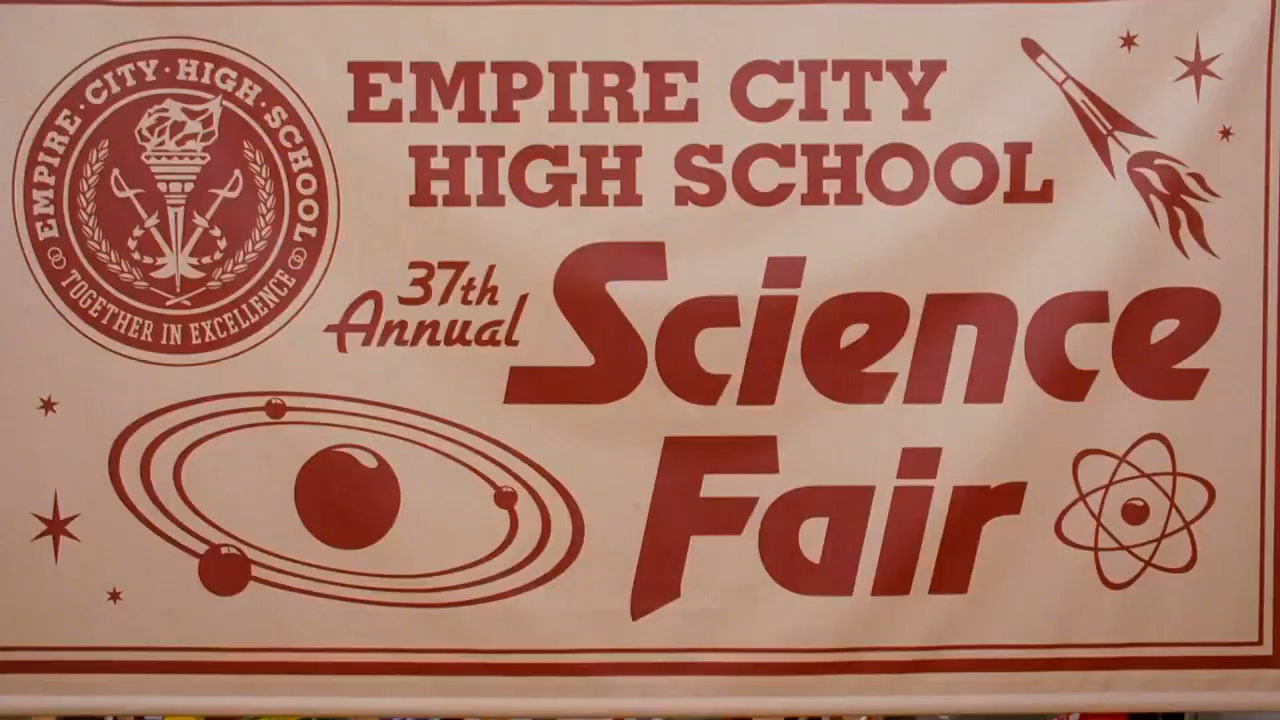 EMPIRE · CITY · HIGH · SCHOOL
TOGETHER IN EXCELLENCE
EMPIRE CITY
HIGH SCHOOL
37th
Annual
Science
Fair